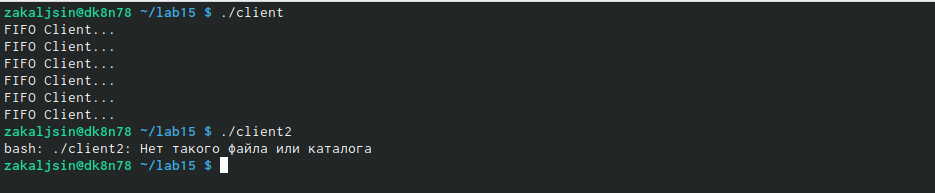 zakaljsin@dk8n78 ~/lab15 $ ./client
FIFO Client...
FIFO Client...
FIFO Client...
FIFO Client...
FIFO Client...
FIFO Client...
zakaljsin@dk8n78 ~/lab15 $ ./client2
bash: ./client2: Нет такого файла или каталога
zakaljsin@dk8n78 ~/lab15 $